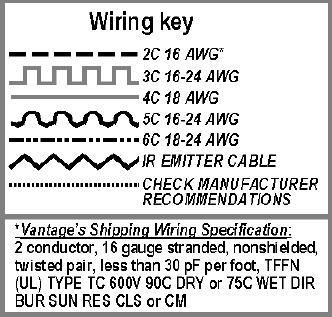 Wiring key
2C 16 AWG*
3C 16-24 AWG
4C 18 AWG
5C 16-24 AWG
6C 18-24 AWG
IR EMITTER CABLE
CHECK MANUFACTURER
RECOMMENDATIONS
*Vantage's Shipping Wiring Specification:
2 conductor, 16 gauge stranded, nonshielded,
twisted pair, less than 30 pF per foot, TFFN
(UL) TYPE TC 600V 90C DRY or 75C WET DIR
BUR SUN RES CLS or CM